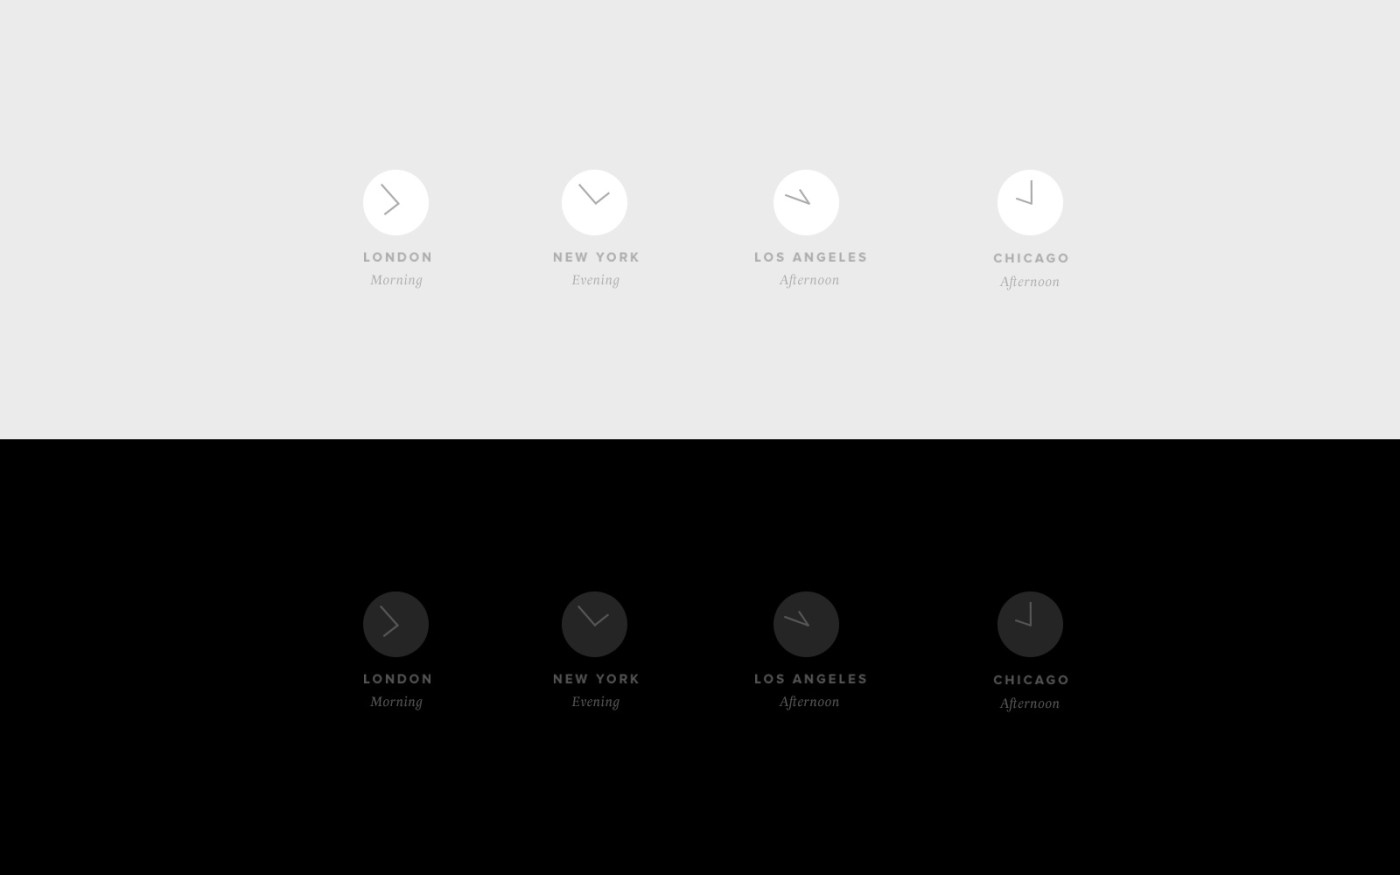 LONDON
Morning
NEW YORK
Evening
LOS ANGELES
Afternoon
CHICAGO
Afternoon
LONDON
Morning
NEW YORK
Evening
LOS ANGELES
Afternoon
CHICAGO
Afternoon